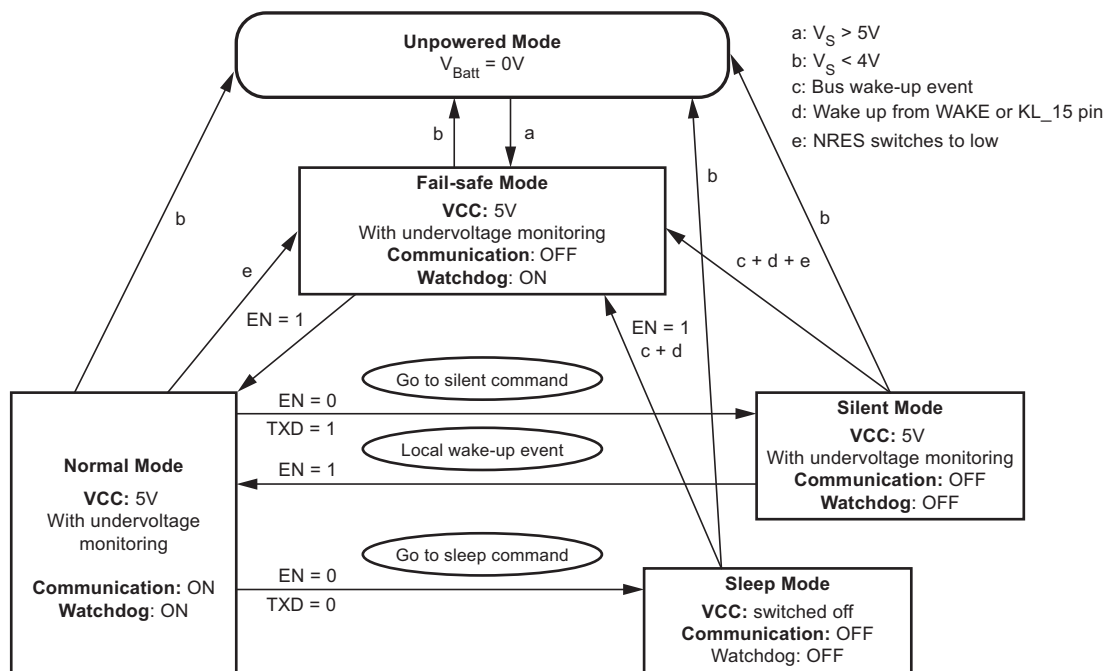 Unpowered Mode
V_Batt = 0V
a: V_S > 5V
b: V_S < 4V
c: Bus wake-up event
d: Wake up from WAKE or KL_15 pin
e: NRES switches to low
b
a
b
b
b
Fail-safe Mode
VCC: 5V
With undervoltage monitoring
Communication: OFF
Watchdog: ON
e
c + d + e
EN = 1
EN = 1
c + d
Go to silent command
EN = 0
TXD = 1
Local wake-up event
EN = 1
Silent Mode
VCC: 5V
With undervoltage monitoring
Communication: OFF
Watchdog: OFF
Normal Mode
VCC: 5V
With undervoltage
monitoring
Communication: ON
Watchdog: ON
Go to sleep command
EN = 0
TXD = 0
Sleep Mode
VCC: switched off
Communication: OFF
Watchdog: OFF